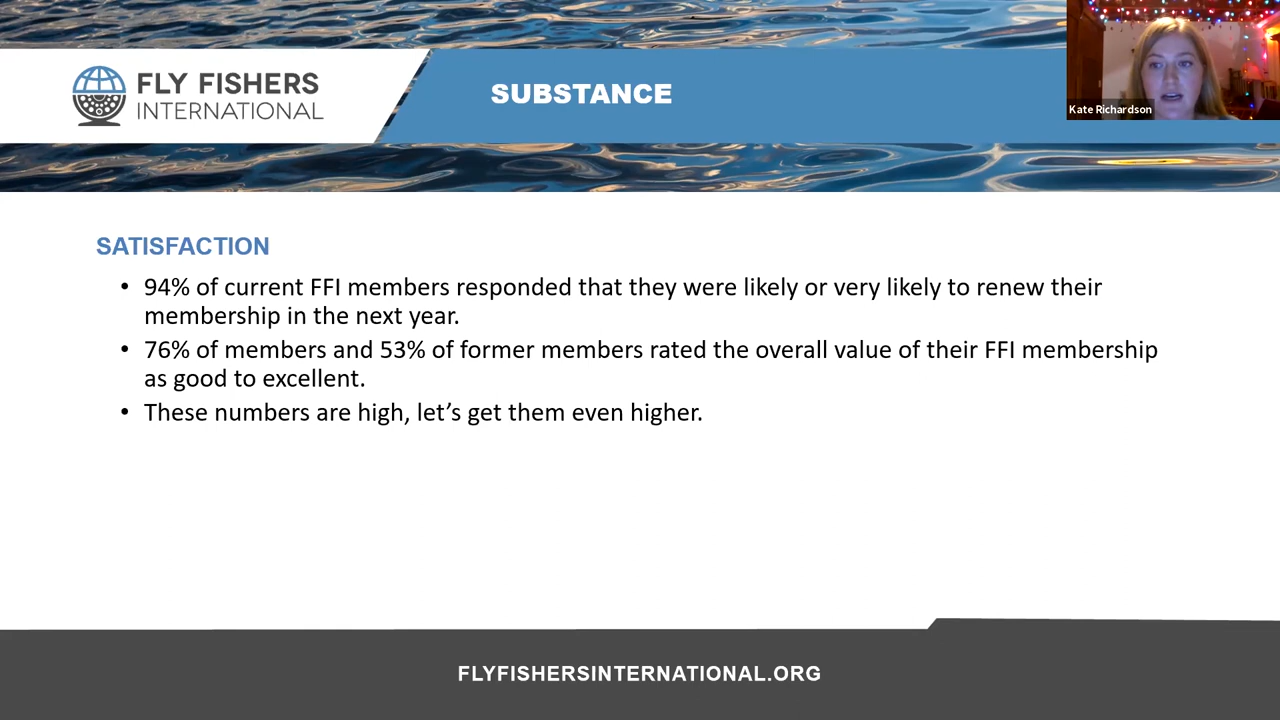 FLY FISHERS
INTERNATIONAL
SUBSTANCE
Kate Richardson
SATISFACTION
• 94% of current FFI members responded that they were likely or very likely to renew their
membership in the next year.
• 76% of members and 53% of former members rated the overall value of their FFI membership
as good to excellent.
• These numbers are high, let’s get them even higher.
FLYFISHERSINTERNATIONAL.ORG